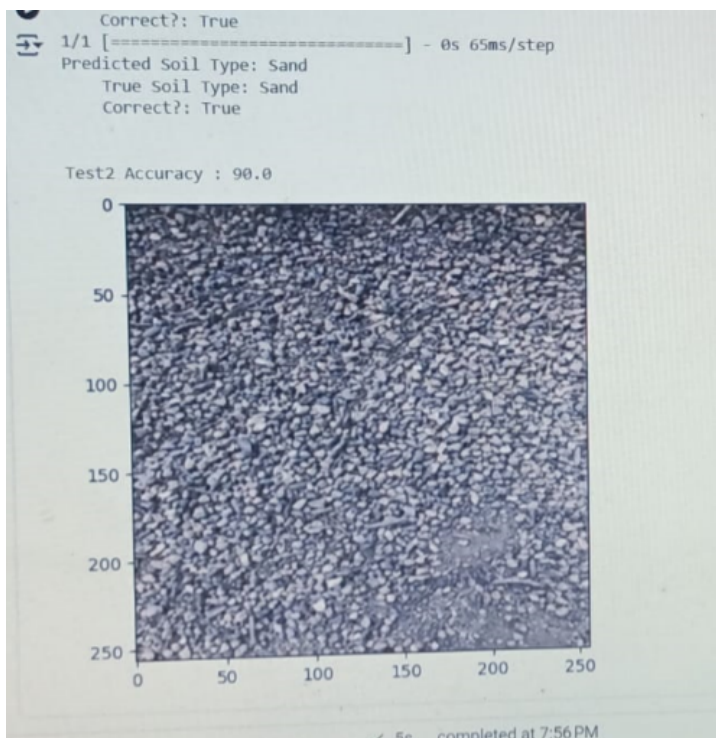 Correct?: True
1/1 [==============================] - 0s 65ms/step
Predicted Soil Type: Sand
True Soil Type: Sand
Correct?: True
Test2 Accuracy : 90.0
0
50
100
150
200
250
0 50 100 150 200 250
5s completed at 7:56 PM